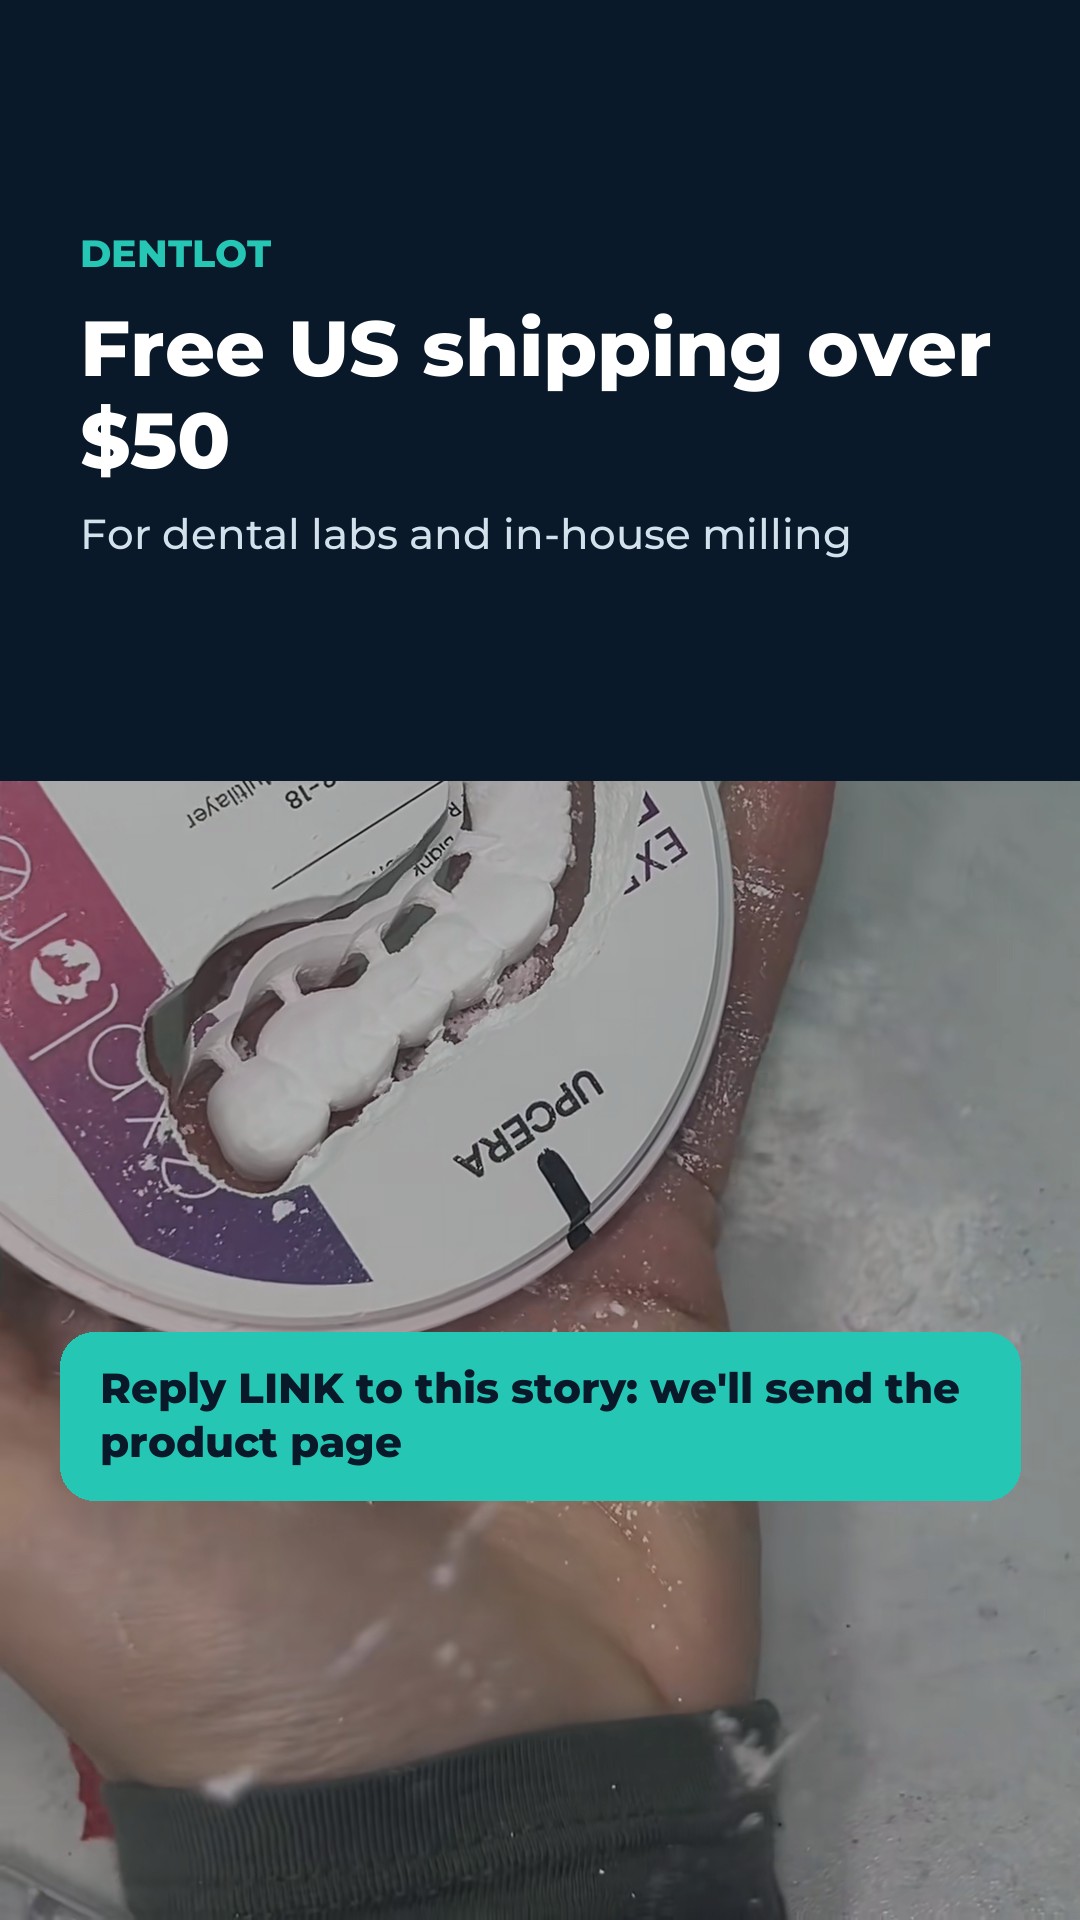 DENTLOT
Free US shipping over
$50
For dental labs and in-house milling
UPCERA
Reply LINK to this story: we'll send the
product page